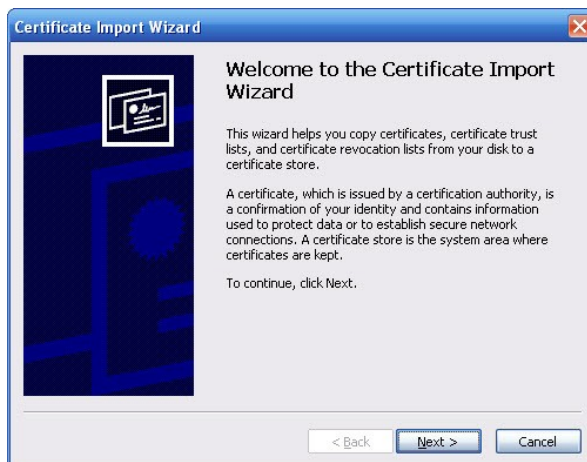 Certificate Import Wizard
Welcome to the Certificate Import
Wizard
This wizard helps you copy certificates, certificate trust
lists, and certificate revocation lists from your disk to a
certificate store.
A certificate, which is issued by a certification authority, is
a confirmation of your identity and contains information
used to protect data or to establish secure network
connections. A certificate store is the system area where
certificates are kept.
To continue, click Next.
< Back Next > Cancel